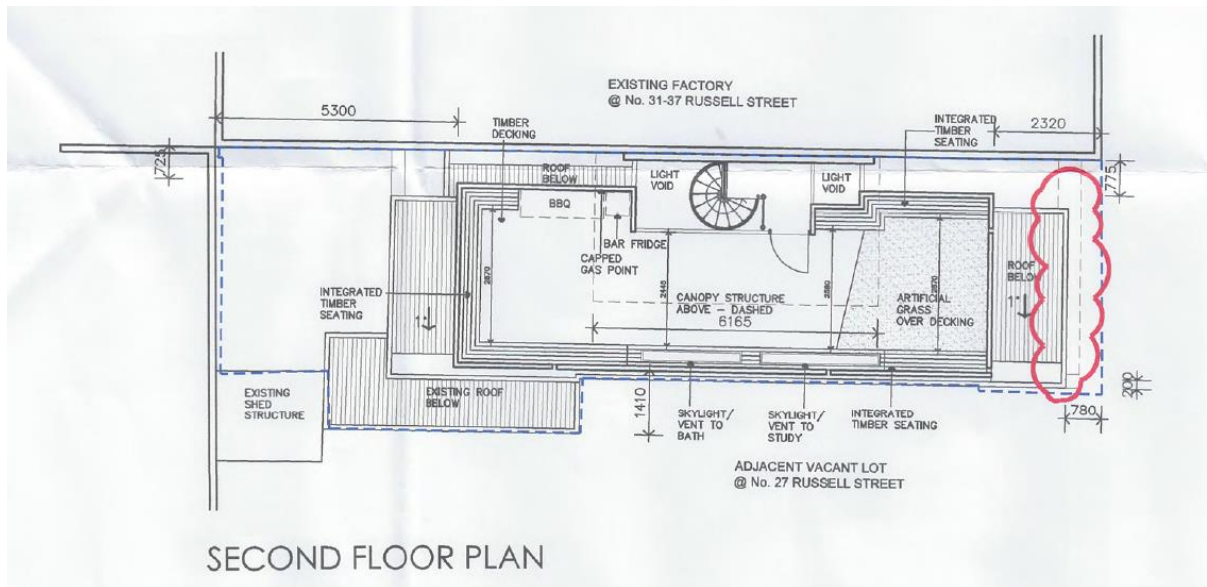 EXISTING FACTORY
@ No. 31-37 RUSSELL STREET
5300
TIMBER
DECKING
INTEGRATED
TIMBER
SEATING
2320
725
775
ROOF
BELOW
LIGHT
VOID
LIGHT
VOID
BBQ
BAR FRIDGE
CAPPED
GAS POINT
2870
2445
2580
2870
INTEGRATED
TIMBER
SEATING
1°
CANOPY STRUCTURE
ABOVE - DASHED
6165
ARTIFICIAL
GRASS
OVER DECKING
ROOF
BELOW
1°
EXISTING
SHED
STRUCTURE
EXISTING ROOF
BELOW
1410
SKYLIGHT/
VENT TO
BATH
SKYLIGHT/
VENT TO
STUDY
INTEGRATED
TIMBER SEATING
200
780
ADJACENT VACANT LOT
@ No. 27 RUSSELL STREET
SECOND FLOOR PLAN